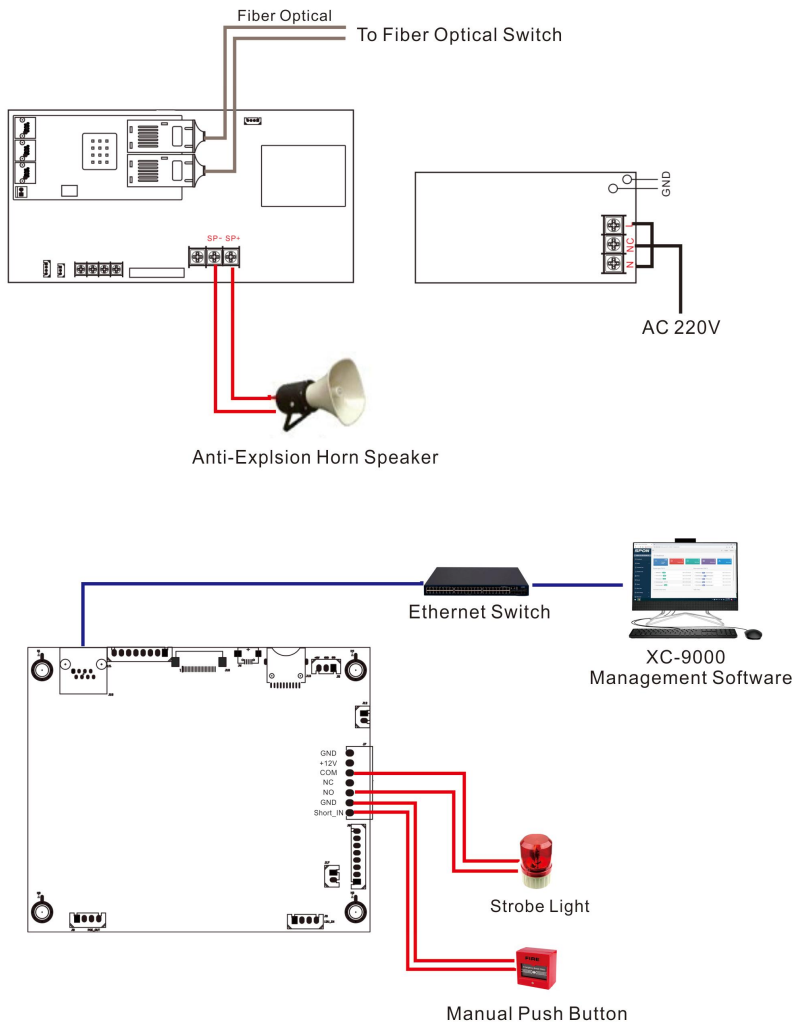 Fiber Optical
To Fiber Optical Switch
SP- SP+
GND
L
NC
N
AC 220V
Anti-Explsion Horn Speaker
Ethernet Switch
XC-9000
Management Software
GND
+12V
COM
NC
NO
GND
Short_IN
Strobe Light
FIRE
Manual Push Button